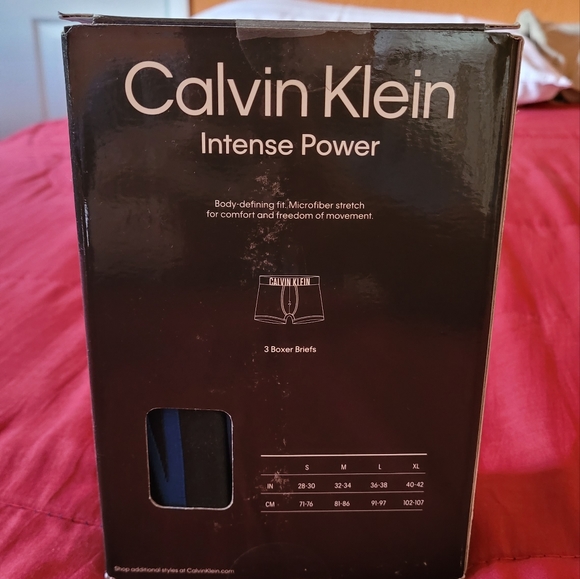 Calvin Klein
Intense Power
Body-defining fit. Microfiber stretch
for comfort and freedom of movement.
CALVIN KLEIN
3 Boxer Briefs
S M L XL
IN 28-30 32-34 36-38 40-42
CM 71-76 81-86 91-97 102-107
Shop additional styles at CalvinKlein.com